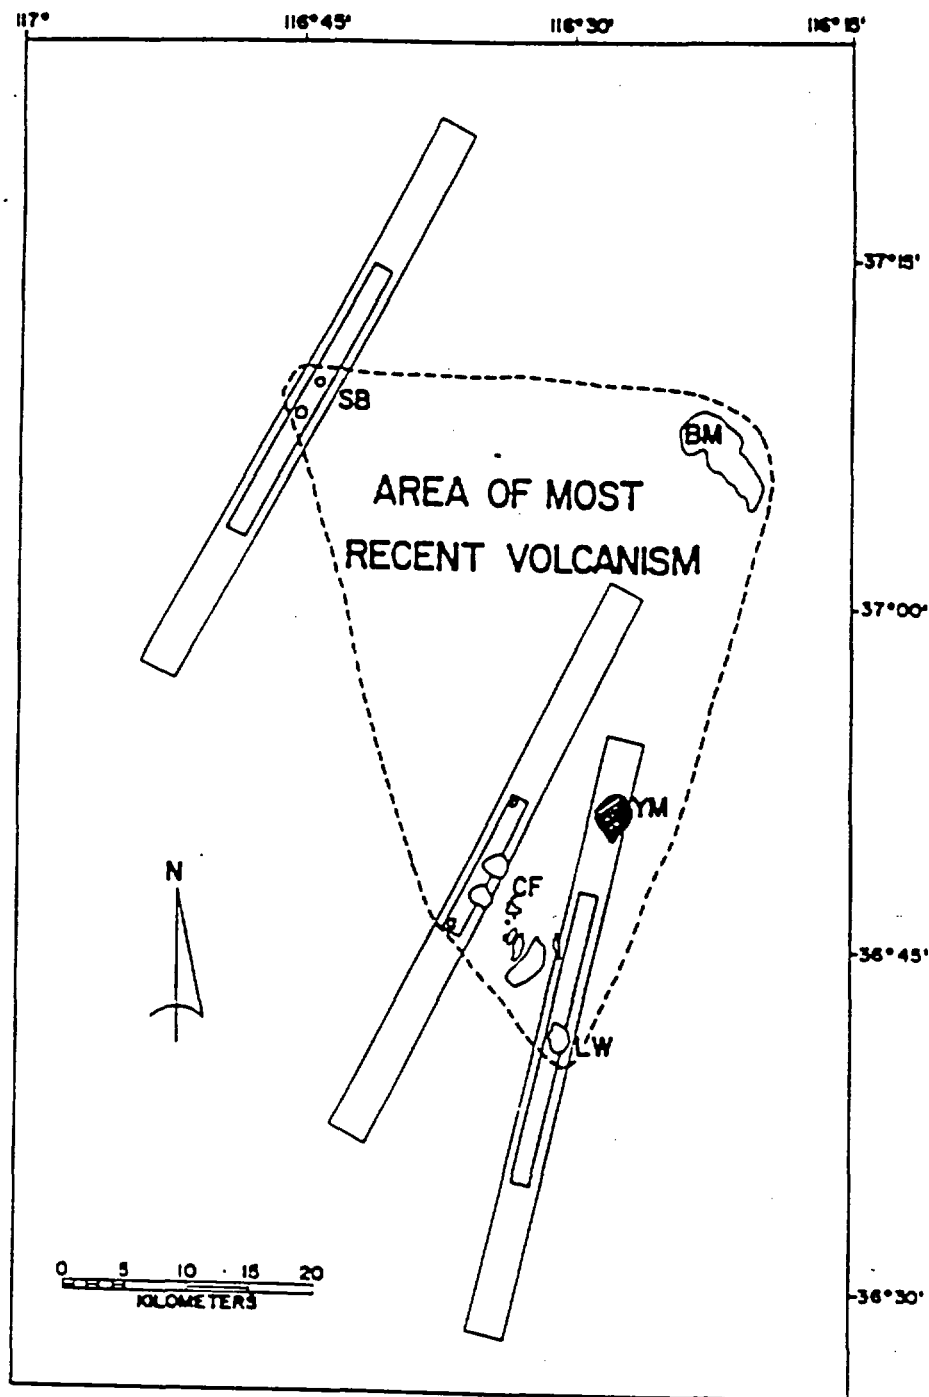 117° 116°45' 116°30' 116°15'
37°15'
SB
BM
AREA OF MOST
RECENT VOLCANISM
37°00'
YM
N
CF
36°45'
LW
0 5 10 15 20
KILOMETERS
36°30'